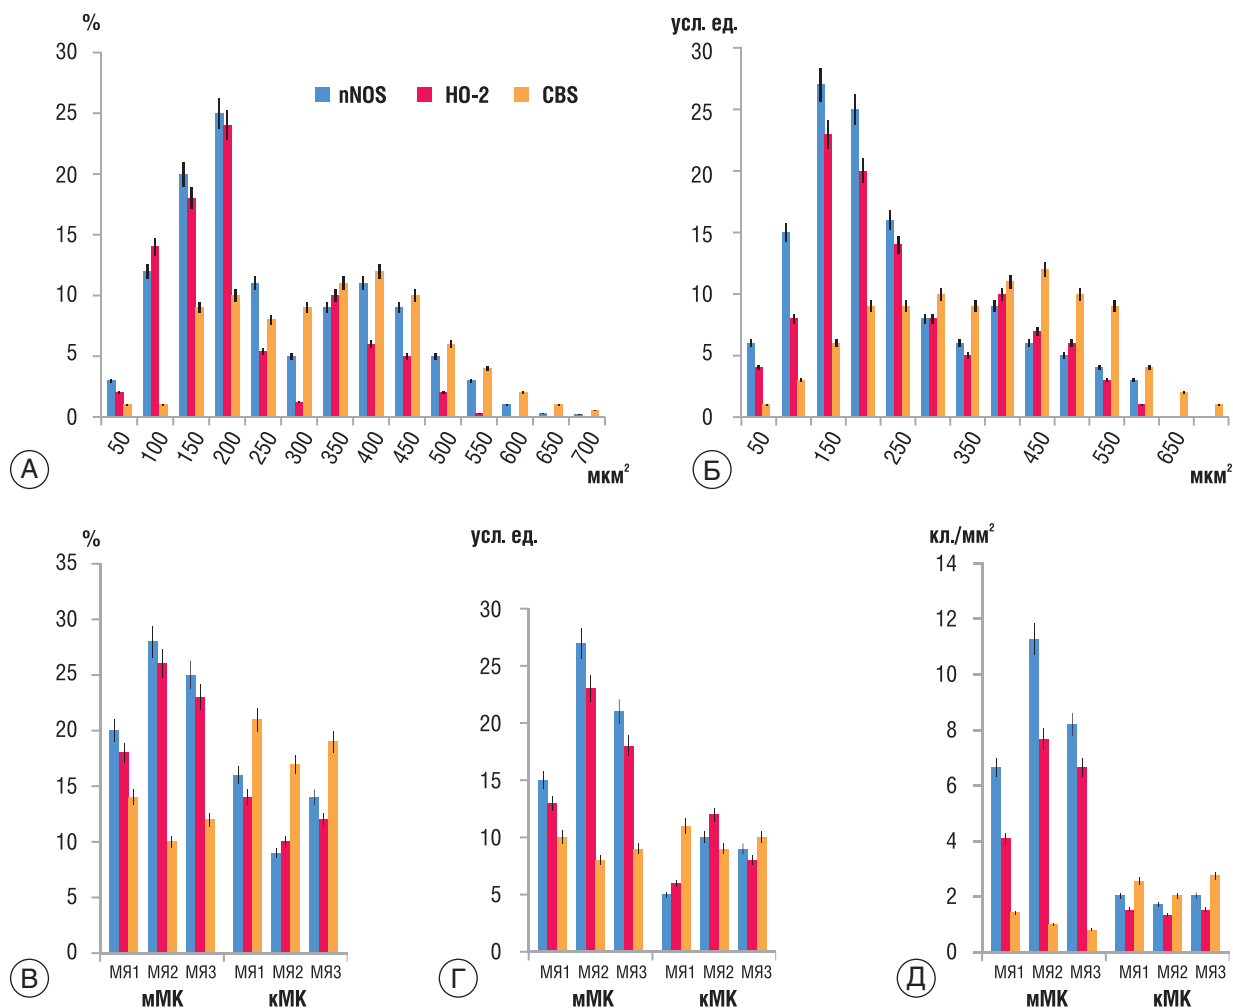 %
30
25
20
15
10
5
0
nNOS HO-2 CBS
50 100 150 200 250 300 350 400 450 500 550 600 650 700
мкм²
А
усл. ед.
30
25
20
15
10
5
0
50 150 250 350 450 550 650
мкм²
Б
%
35
30
25
20
15
10
5
0
МЯ1 МЯ2 МЯ3 МЯ1 МЯ2 МЯ3
мМК кМК
В
усл. ед.
30
25
20
15
10
5
0
МЯ1 МЯ2 МЯ3 МЯ1 МЯ2 МЯ3
мМК кМК
Г
кл./мм²
14
12
10
8
6
4
2
0
МЯ1 МЯ2 МЯ3 МЯ1 МЯ2 МЯ3
мМК кМК
Д